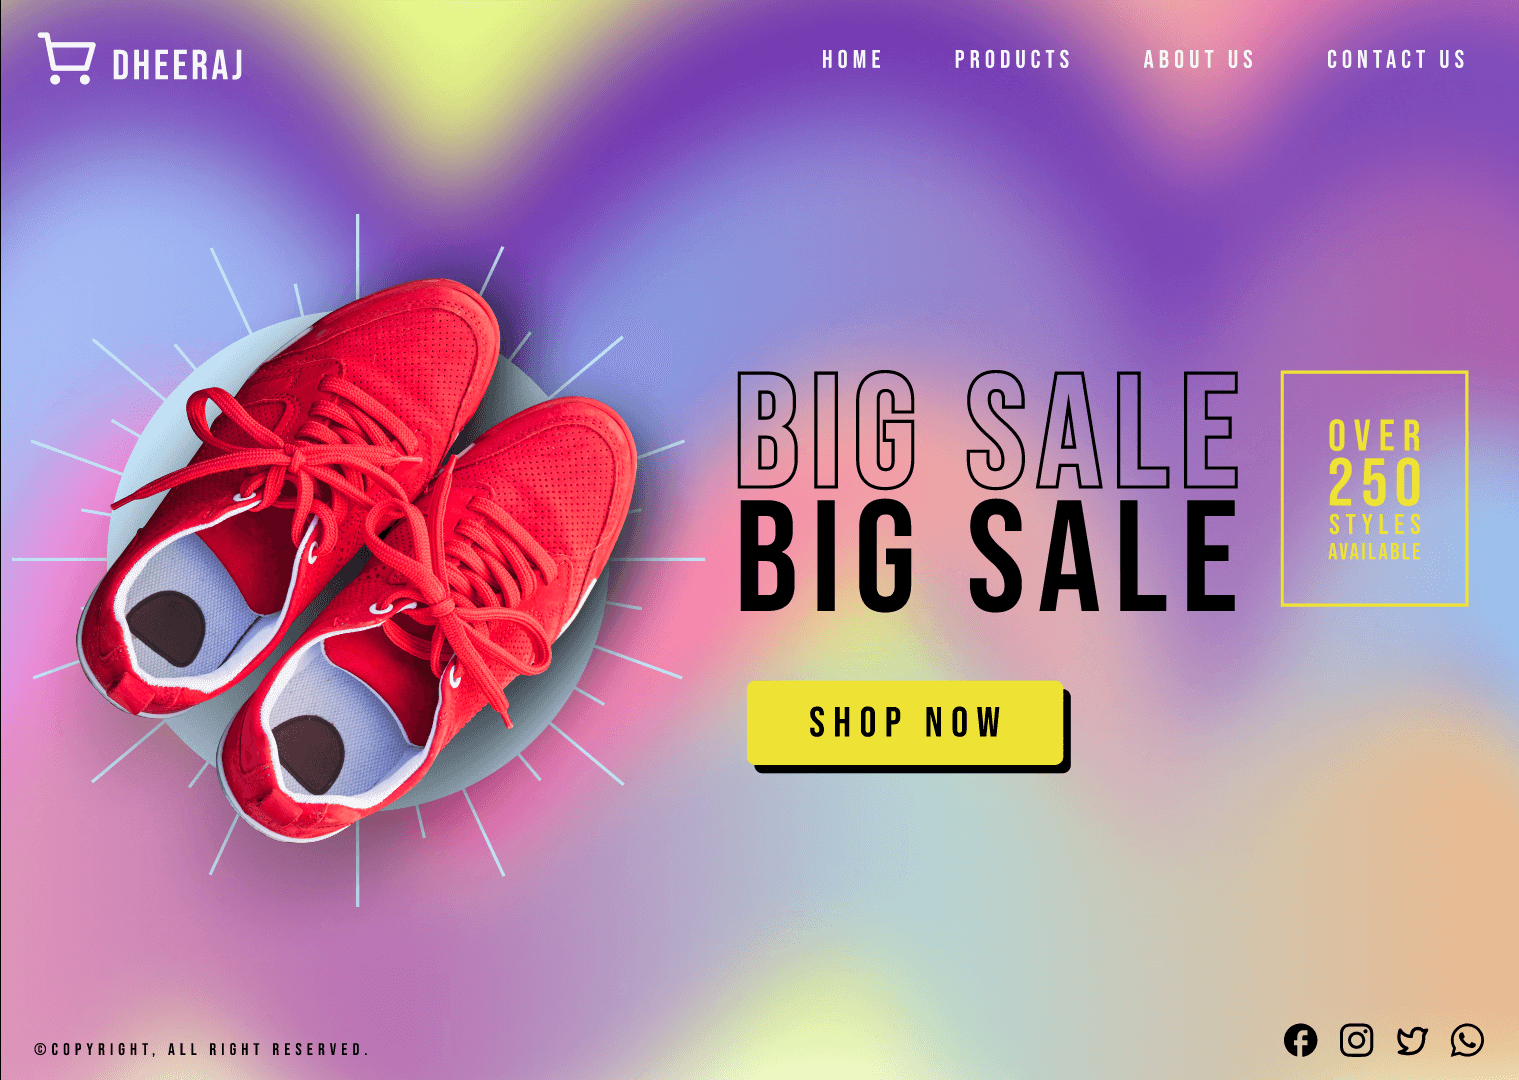 DHEERAJ
HOME PRODUCTS ABOUT US CONTACT US
BIG SALE
BIG SALE
OVER
250
STYLES
AVAILABLE
SHOP NOW
©COPYRIGHT, ALL RIGHT RESERVED.